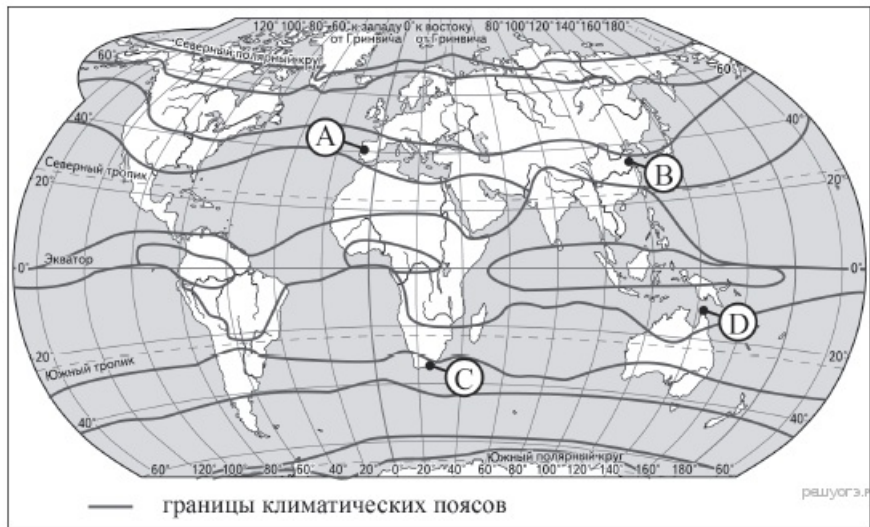 120° 100° 80° 60° к западу 0° к востоку 80° 100° 120° 140° 160° 180°
от Гринвича от Гринвича
Северный полярный круг
60° 60°
40° 40°
A
B
Северный тропик
20° 20°
Экватор
0° 0°
D
20° 20°
Южный тропик
C
40° 40°
Южный полярный круг
60° 120° 100° 80° 60° 40° 20° 0° 20° 40° 60° 80° 100° 120° 140° 160° 180° 60°
границы климатических поясов
решуогэ.р